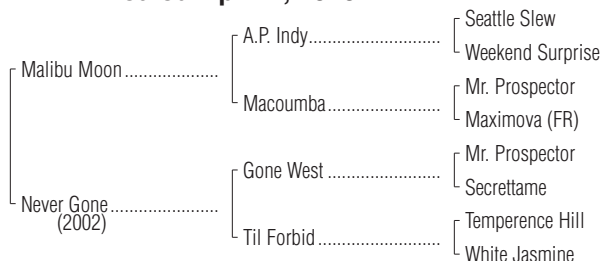 Seattle Slew
A.P. Indy
Weekend Surprise
Malibu Moon
Mr. Prospector
Macoumba
Maximova (FR)
Mr. Prospector
Gone West
Secrettame
Never Gone
(2002)
Temperence Hill
Til Forbid
White Jasmine